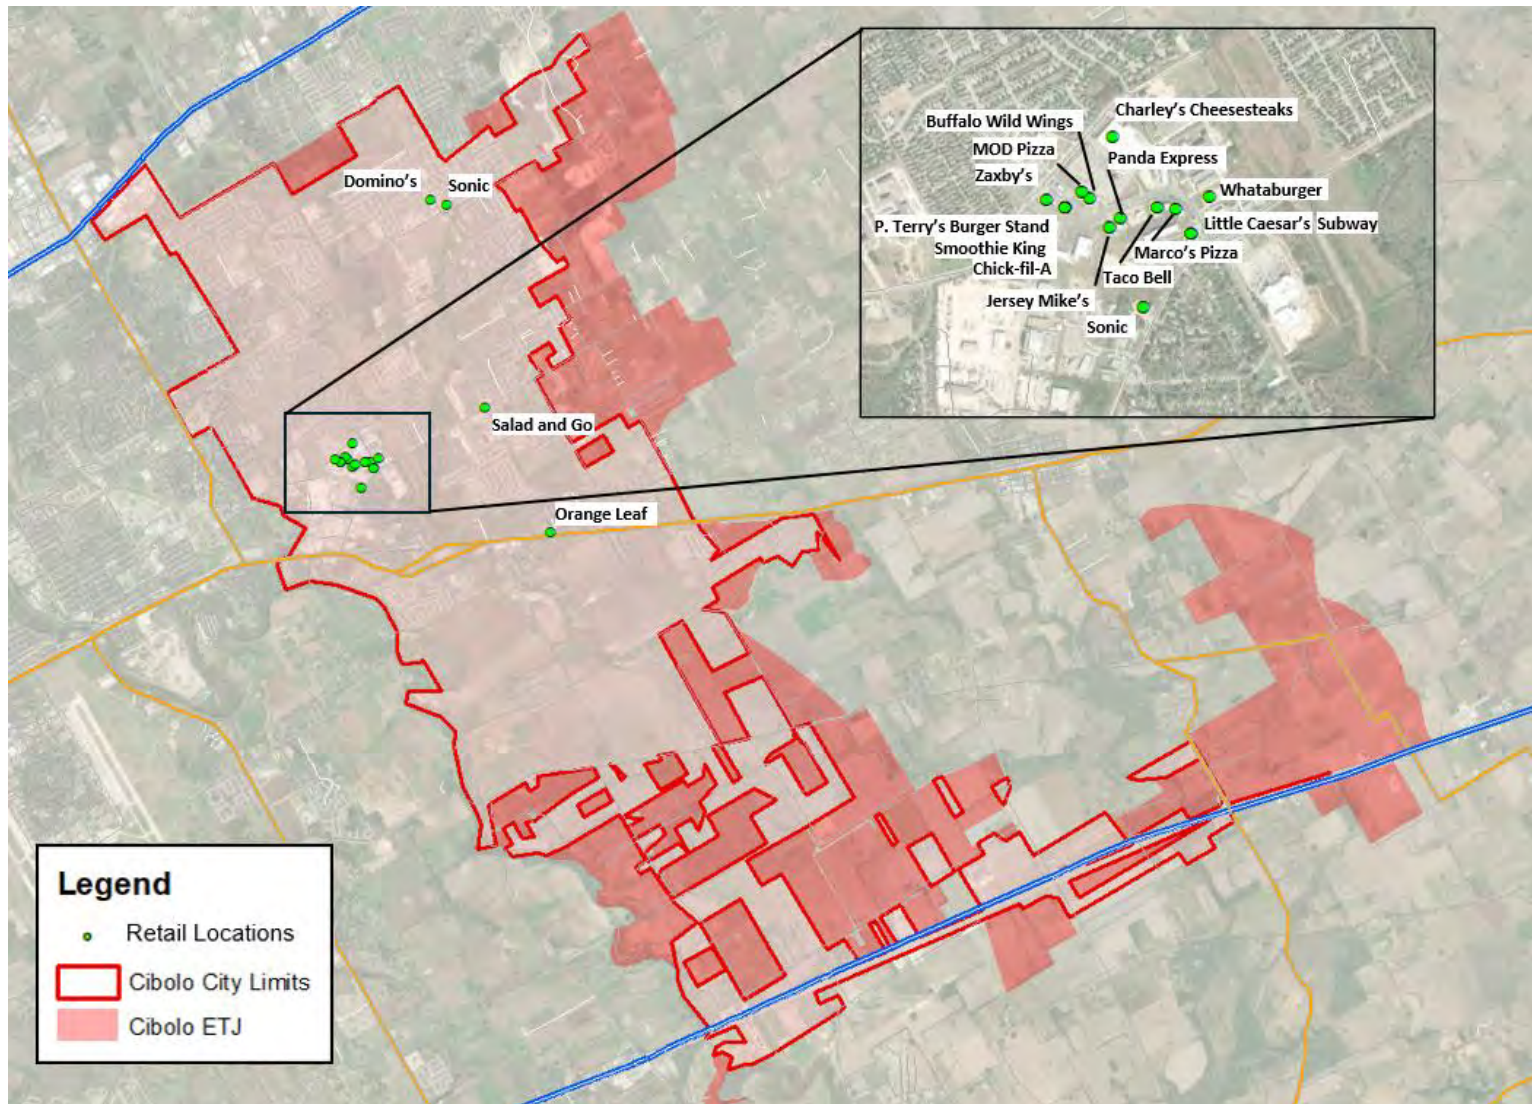 Charley's Cheesesteaks
Buffalo Wild Wings
MOD Pizza
Panda Express
Zaxby's
Whataburger
P. Terry's Burger Stand
Little Caesar's Subway
Smoothie King
Marco's Pizza
Chick-fil-A
Taco Bell
Jersey Mike's
Sonic
Domino's
Sonic
Salad and Go
Orange Leaf
Legend
Retail Locations
Cibolo City Limits
Cibolo ETJ